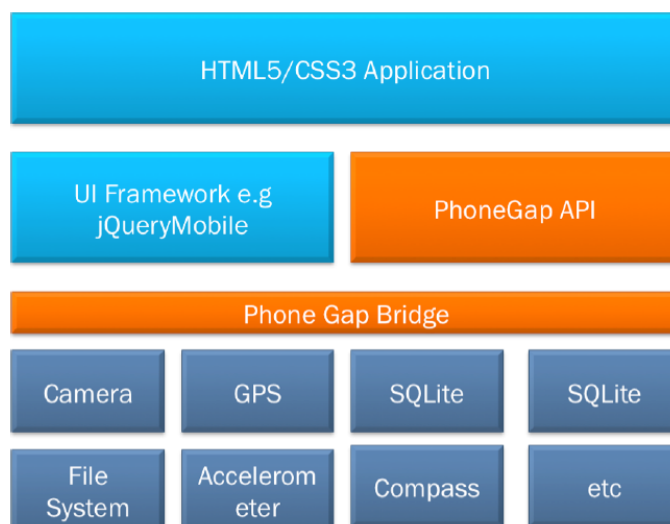 HTML5/CSS3 Application
UI Framework e.g
jQueryMobile
PhoneGap API
Phone Gap Bridge
Camera
GPS
SQLite
SQLite
File
System
Accelerom
eter
Compass
etc